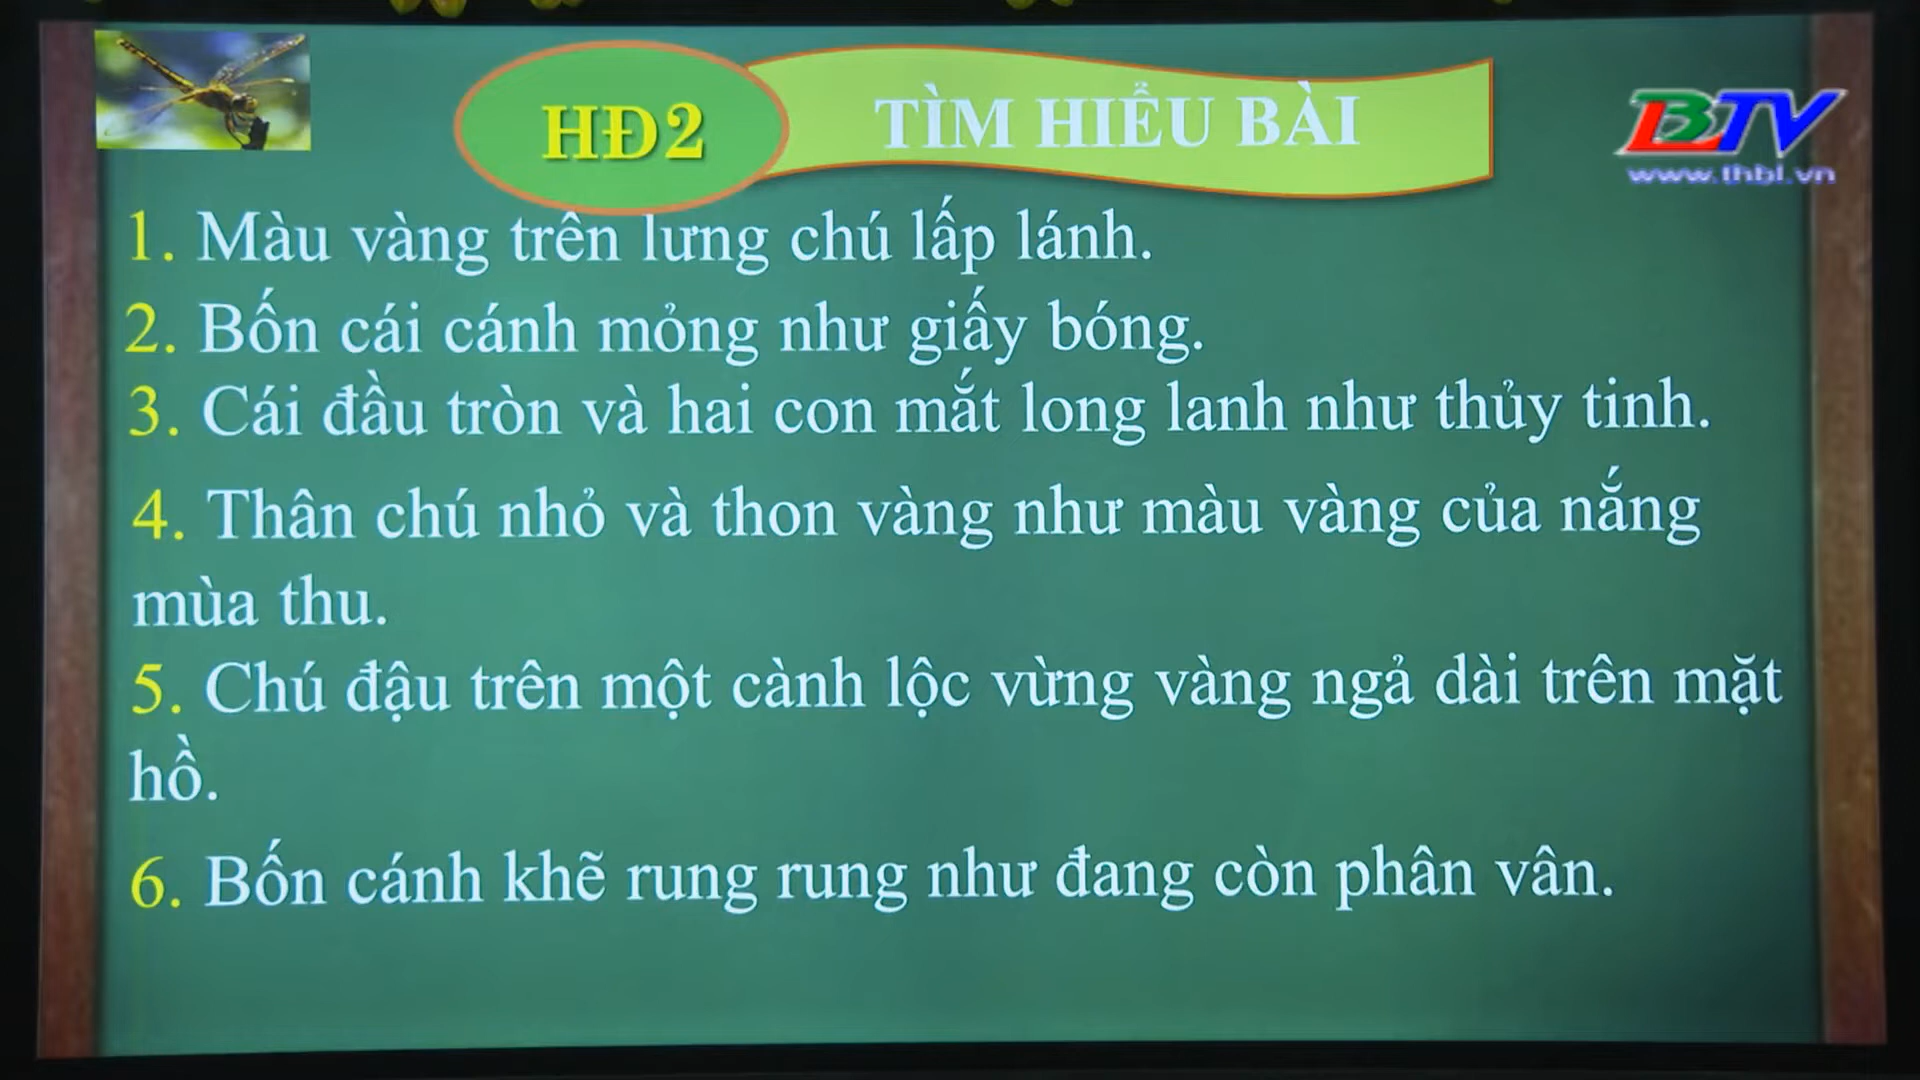 HĐ2
TÌM HIỂU BÀI
BTV
www.thbl.vn
1. Màu vàng trên lưng chú lấp lánh.
2. Bốn cái cánh mỏng như giấy bóng.
3. Cái đầu tròn và hai con mắt long lanh như thủy tinh.
4. Thân chú nhỏ và thon vàng như màu vàng của nắng
mùa thu.
5. Chú đậu trên một cành lộc vừng vàng ngả dài trên mặt
hồ.
6. Bốn cánh khẽ rung rung như đang còn phân vân.